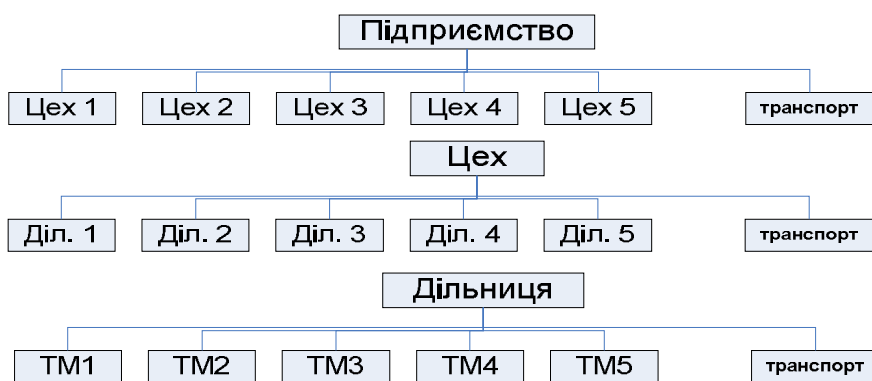 Підприємство
Цех 1 Цех 2 Цех 3 Цех 4 Цех 5 транспорт
Цех
Діл. 1 Діл. 2 Діл. 3 Діл. 4 Діл. 5 транспорт
Дільниця
ТМ1 ТМ2 ТМ3 ТМ4 ТМ5 транспорт